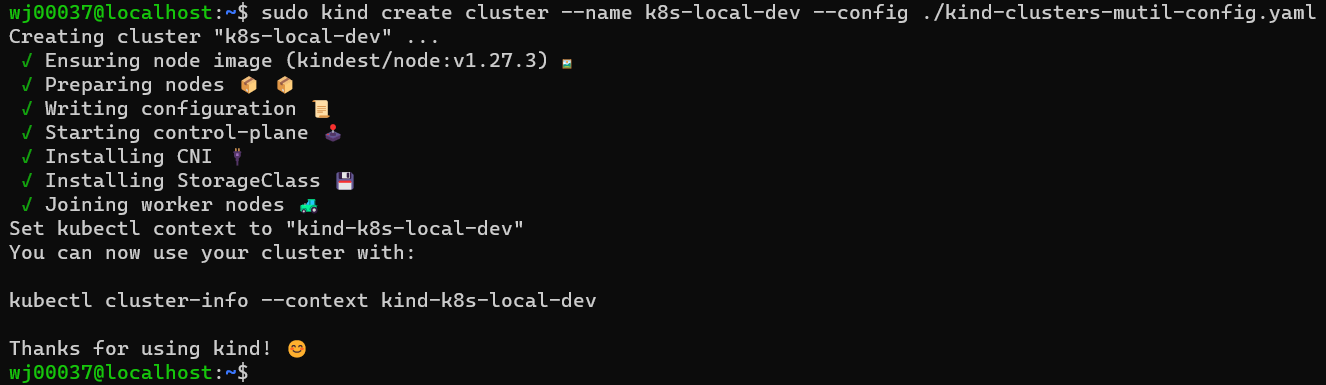 wj00037@localhost:~$ sudo kind create cluster --name k8s-local-dev --config ./kind-clusters-mutil-config.yaml
Creating cluster "k8s-local-dev" ...
 ✓ Ensuring node image (kindest/node:v1.27.3) 🖼
 ✓ Preparing nodes 📦 📦
 ✓ Writing configuration 📜
 ✓ Starting control-plane 🕹️
 ✓ Installing CNI 🔌
 ✓ Installing StorageClass 💾
 ✓ Joining worker nodes 🚜
Set kubectl context to "kind-k8s-local-dev"
You can now use your cluster with:

kubectl cluster-info --context kind-k8s-local-dev

Thanks for using kind! 😊
wj00037@localhost:~$